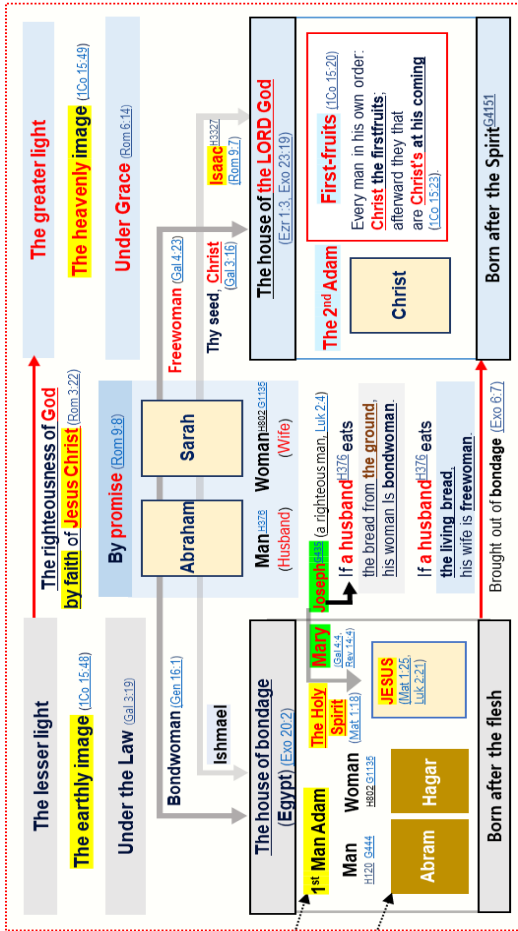 The lesser light
The earthly image (1Co 15:48)
Under the Law (Gal 3:19)
The righteousness of God
by faith of Jesus Christ (Rom 3:22)
The greater light
The heavenly image (1Co 15:49)
Under Grace (Rom 6:14)
By promise (Rom 9:8)
Abraham
Sarah
Bondwoman (Gen 16:1)
Freewoman (Gal 4:23)
Ishmael
Thy seed, Christ
(Gal 3:16)
Isaac H3327
(Rom 9:7)
Man H376
(Husband)
Woman H802 G1135
(Wife)
The house of bondage
(Egypt) (Exo 20:2)
1st Man Adam
Man
H120 G444
Woman
H802 G1135
Abram
Hagar
The Holy
Spirit
(Mat 1:18)
Mary
(Gal 4:4,
Rev 14:4)
JESUS
(Mat 1:25,
Luk 2:21)
Born after the flesh
Joseph G435 (a righteous man, Luk 2:4)
If a husband H376 eats
the bread from the ground,
his woman Is bondwoman.
If a husband H376 eats
the living bread,
his wife is freewoman.
Brought out of bondage (Exo 6:7)
The house of the LORD God
(Ezr 1:3, Exo 23:19)
The 2nd Adam
Christ
First-fruits (1Co 15:20)
Every man in his own order:
Christ the firstfruits;
afterward they that
are Christ's at his coming
(1Co 15:23).
Born after the Spirit G4151